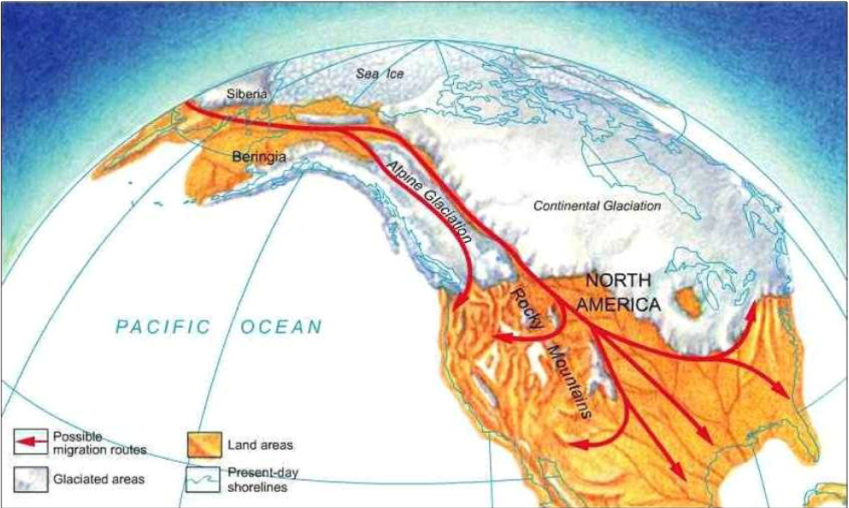 Sea Ice
Siberia
Beringia
Alpine Glaciation
Continental Glaciation
NORTH
AMERICA
Rocky
Mountains
PACIFIC OCEAN
Possible
migration routes
Land areas
Glaciated areas
Present-day
shorelines